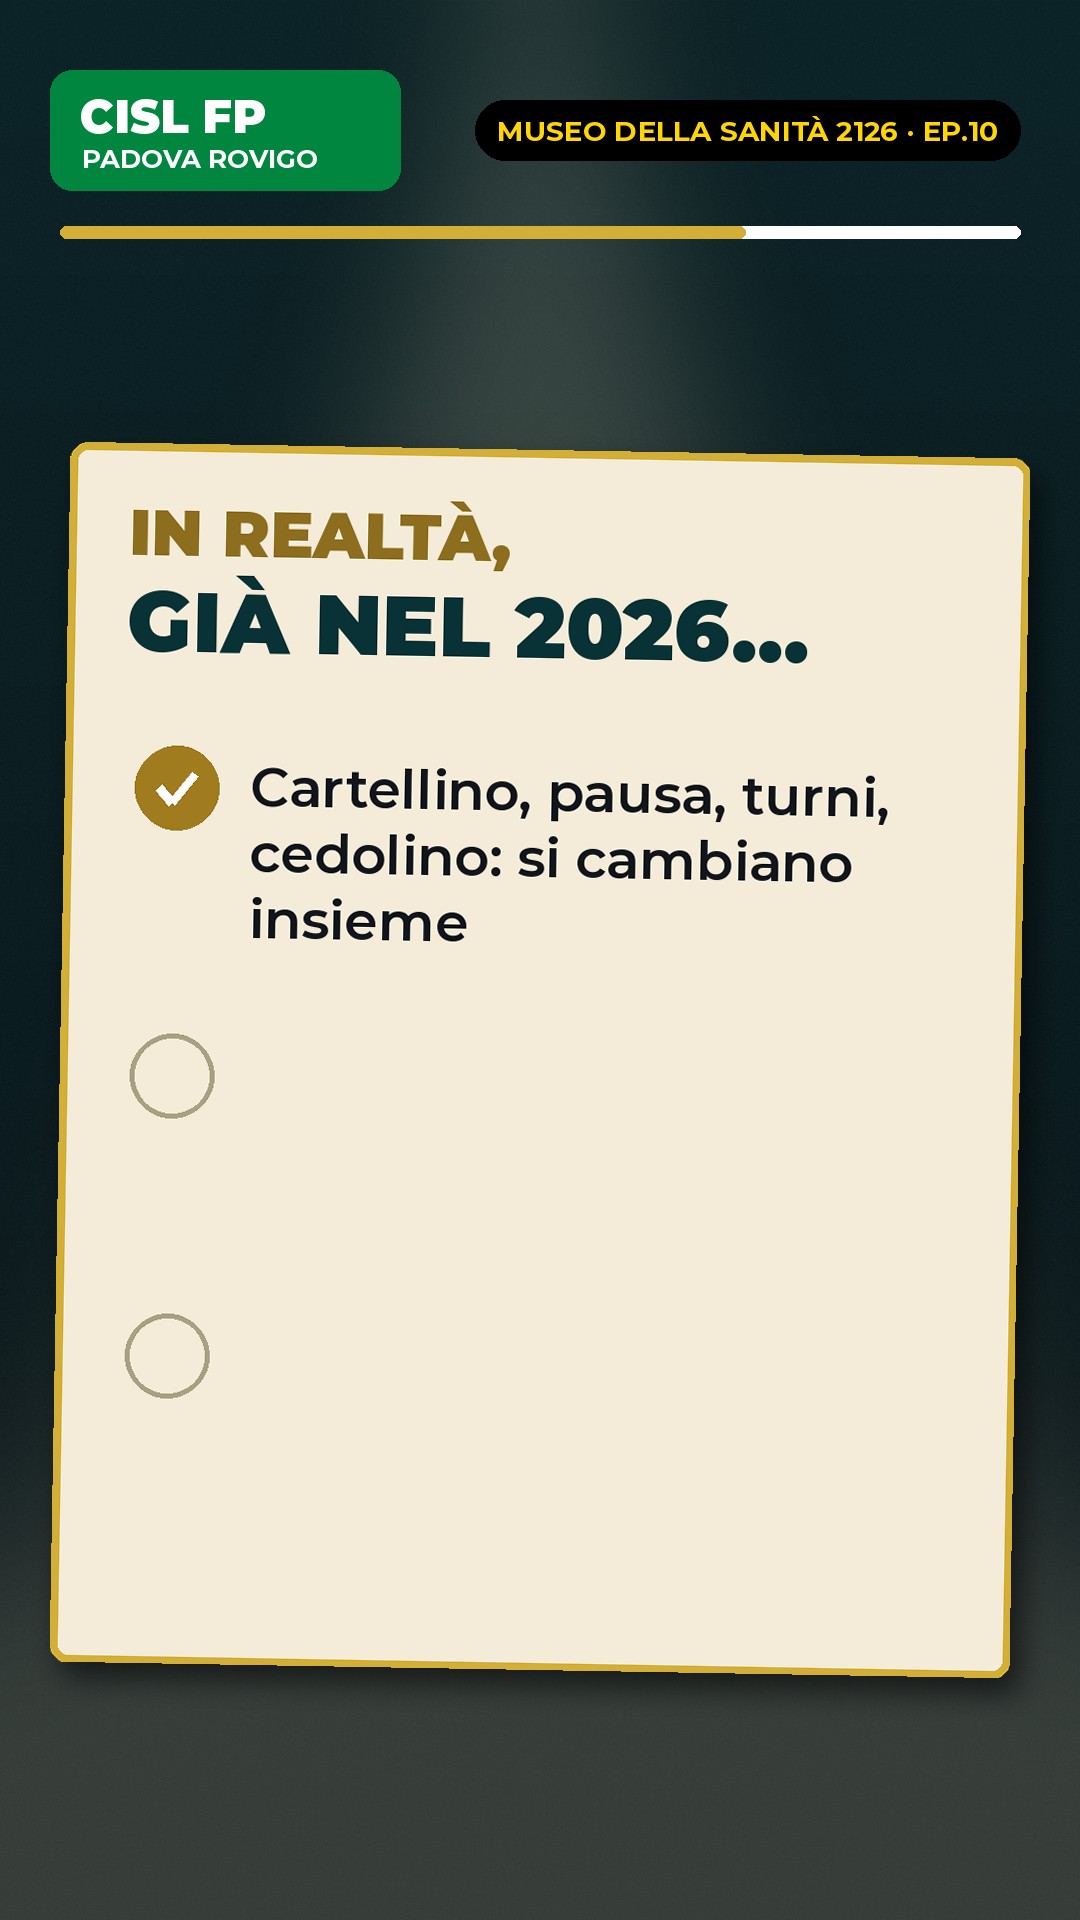 CISL FP
PADOVA ROVIGO
MUSEO DELLA SANITÀ 2126 · EP.10
IN REALTÀ,
GIÀ NEL 2026...
Cartellino, pausa, turni,
cedolino: si cambiano
insieme